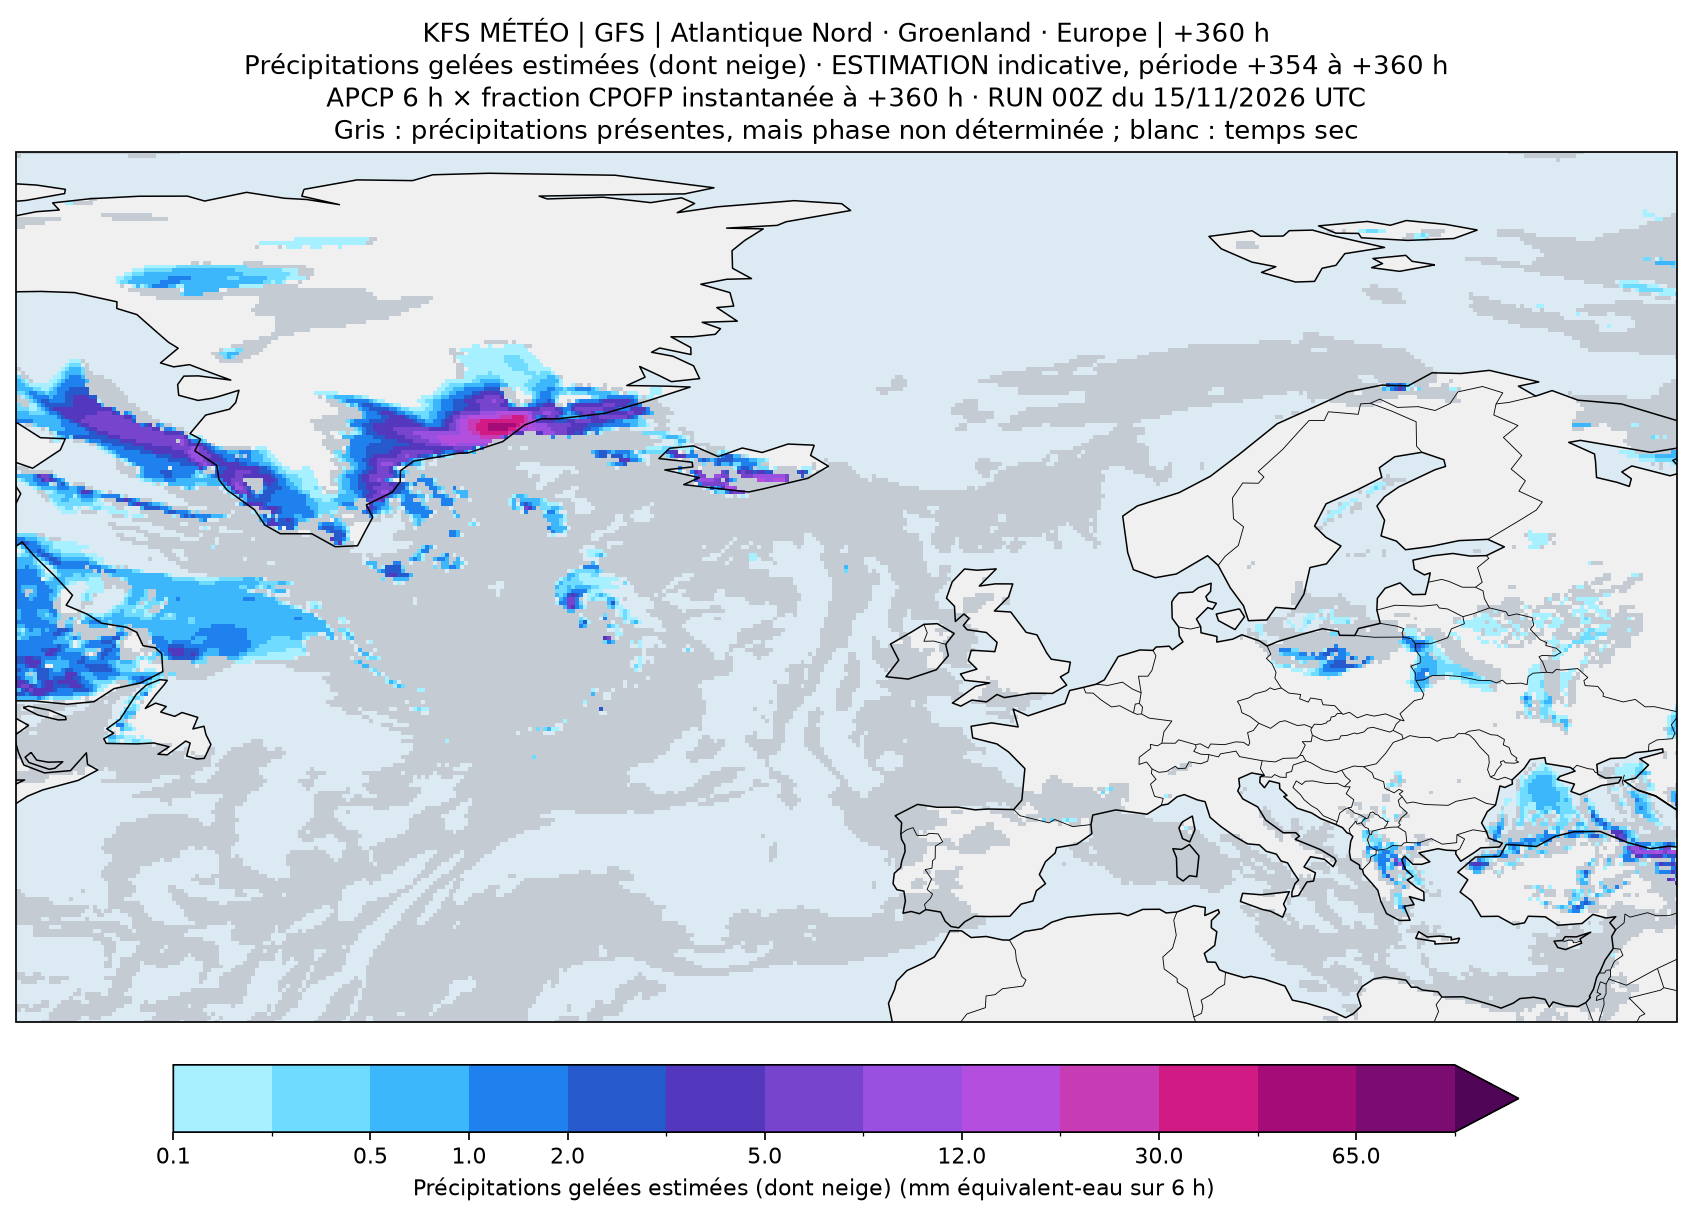 KFS MÉTÉO | GFS | Atlantique Nord · Groenland · Europe | +360 h
Précipitations gelées estimées (dont neige) · ESTIMATION indicative, période +354 à +360 h
APCP 6 h × fraction CPOFP instantanée à +360 h · RUN 00Z du 15/11/2026 UTC
Gris : précipitations présentes, mais phase non déterminée ; blanc : temps sec
0.1 0.5 1.0 2.0 5.0 12.0 30.0 65.0
Précipitations gelées estimées (dont neige) (mm équivalent-eau sur 6 h)